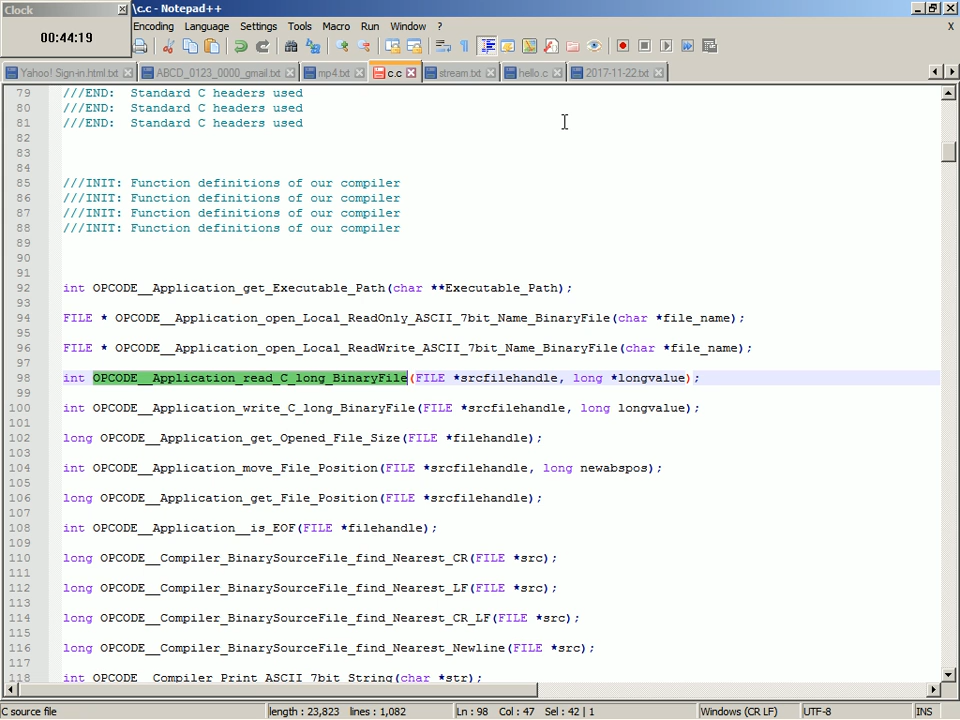 Clock
\c.c - Notepad++
00:44:19
Encoding Language Settings Tools Macro Run Window ? X
Yahoo! Sign-in.html.txt ABCD_0123_0000_gmail.txt mp4.txt c.c stream.txt hello.c 2017-11-22.txt
79 ///END: Standard C headers used
80 ///END: Standard C headers used
81 ///END: Standard C headers used
82
83
84
85 ///INIT: Function definitions of our compiler
86 ///INIT: Function definitions of our compiler
87 ///INIT: Function definitions of our compiler
88 ///INIT: Function definitions of our compiler
89
90
91
92 int OPCODE__Application_get_Executable_Path(char **Executable_Path);
93
94 FILE * OPCODE__Application_open_Local_ReadOnly_ASCII_7bit_Name_BinaryFile(char *file_name);
95
96 FILE * OPCODE__Application_open_Local_ReadWrite_ASCII_7bit_Name_BinaryFile(char *file_name);
97
98 int OPCODE__Application_read_C_long_BinaryFile(FILE *srcfilehandle, long *longvalue);
99
100 int OPCODE__Application_write_C_long_BinaryFile(FILE *srcfilehandle, long longvalue);
101
102 long OPCODE__Application_get_Opened_File_Size(FILE *filehandle);
103
104 int OPCODE__Application_move_File_Position(FILE *srcfilehandle, long newabspos);
105
106 long OPCODE__Application_get_File_Position(FILE *srcfilehandle);
107
108 int OPCODE__Application__is_EOF(FILE *filehandle);
109
110 long OPCODE__Compiler_BinarySourceFile_find_Nearest_CR(FILE *src);
111
112 long OPCODE__Compiler_BinarySourceFile_find_Nearest_LF(FILE *src);
113
114 long OPCODE__Compiler_BinarySourceFile_find_Nearest_CR_LF(FILE *src);
115
116 long OPCODE__Compiler_BinarySourceFile_find_Nearest_Newline(FILE *src);
117
118 int OPCODE__Compiler_Print_ASCII_7bit_String(char *str);
C source file length : 23,823 lines : 1,082 Ln : 98 Col : 47 Sel : 42 | 1 Windows (CR LF) UTF-8 INS